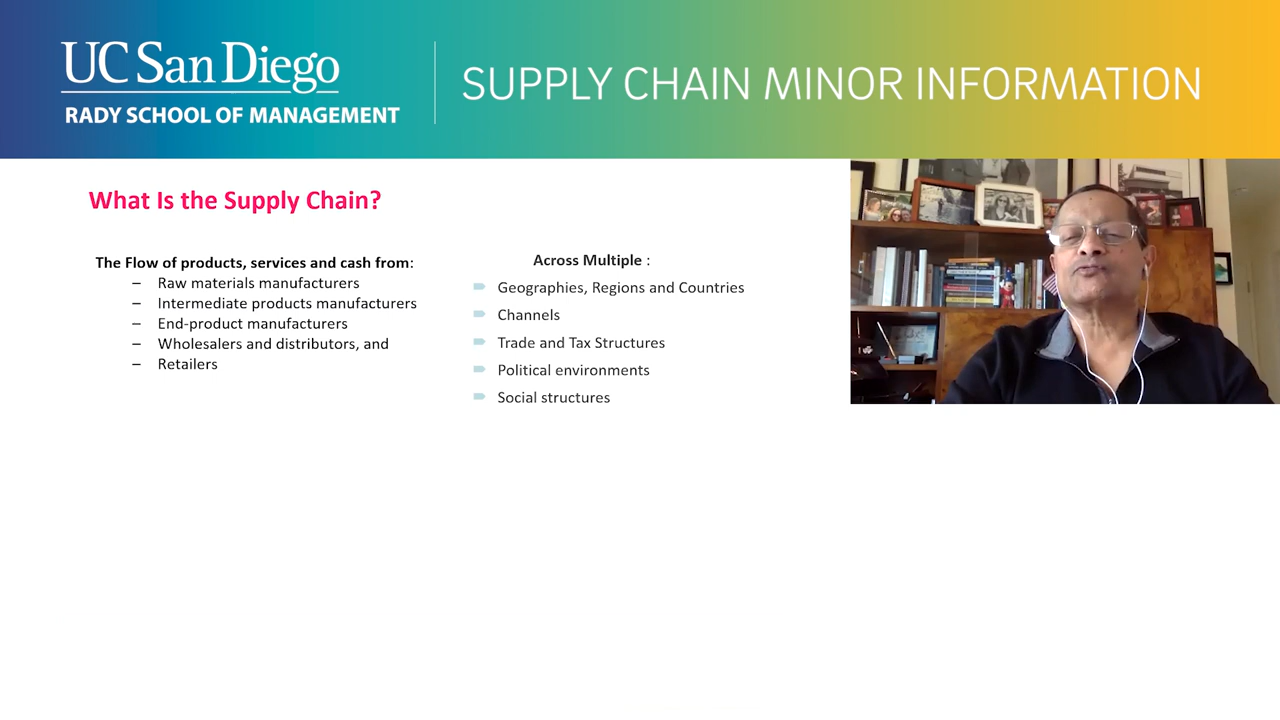 UC San Diego
RADY SCHOOL OF MANAGEMENT
SUPPLY CHAIN MINOR INFORMATION
What Is the Supply Chain?
The Flow of products, services and cash from:
– Raw materials manufacturers
– Intermediate products manufacturers
– End-product manufacturers
– Wholesalers and distributors, and
– Retailers
Across Multiple :
Geographies, Regions and Countries
Channels
Trade and Tax Structures
Political environments
Social structures